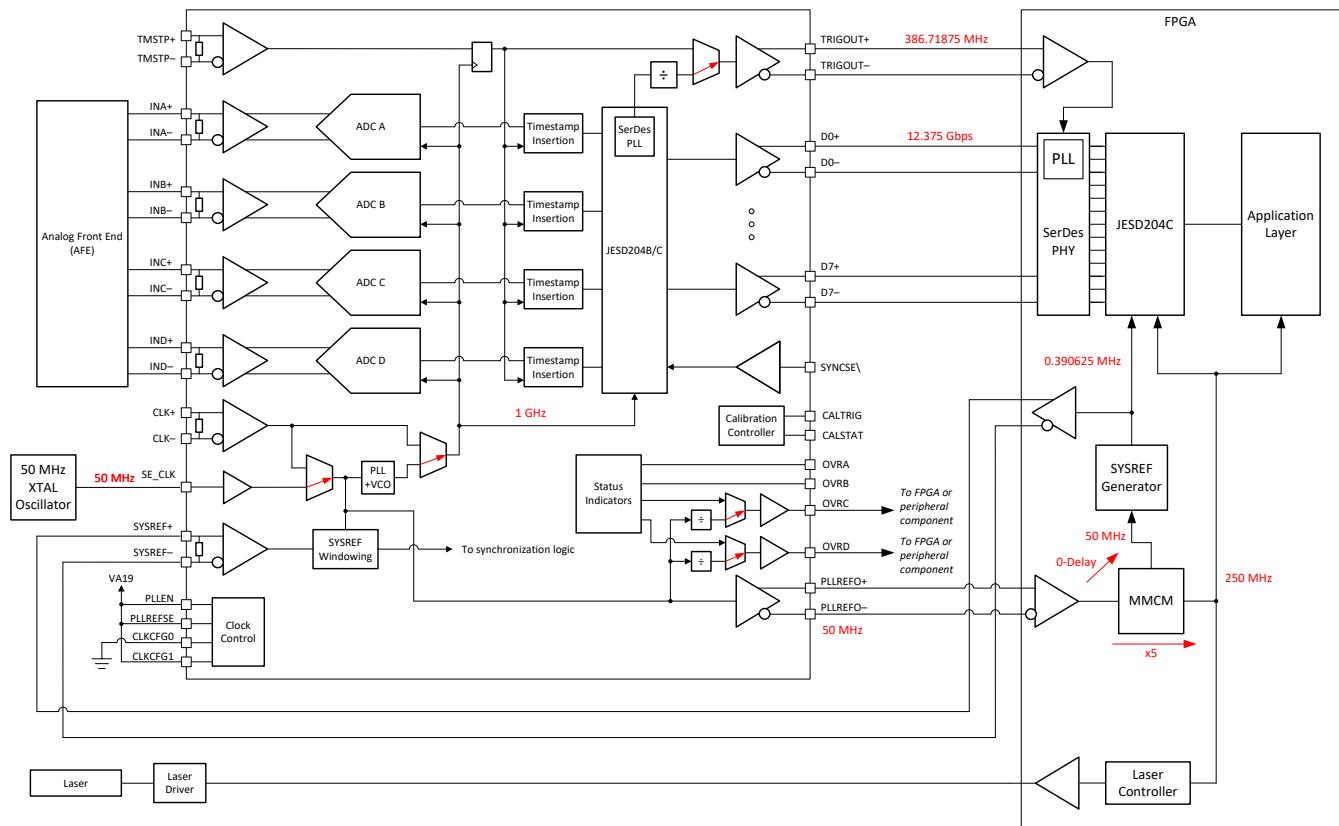 FPGA
TMSTP+
TMSTP–
TRIGOUT+
TRIGOUT–
386.71875 MHz
÷
INA+
INA–
ADC A
Timestamp
Insertion
SerDes
PLL
D0+
D0–
12.375 Gbps
PLL
INB+
INB–
ADC B
Timestamp
Insertion
Analog Front End
(AFE)
JESD204B/C
SerDes
PHY
JESD204C
Application
Layer
INC+
INC–
ADC C
Timestamp
Insertion
D7+
D7–
IND+
IND–
ADC D
Timestamp
Insertion
SYNCSE\
0.390625 MHz
CLK+
CLK–
1 GHz
Calibration
Controller
CALTRIG
CALSTAT
50 MHz
XTAL
Oscillator
50 MHz
SE_CLK
PLL
+VCO
Status
Indicators
OVRA
OVRB
OVRC
÷
To FPGA or
peripheral
component
SYSREF
Generator
SYSREF+
SYSREF–
SYSREF
Windowing
To synchronization logic
OVRD
÷
To FPGA or
peripheral
component
50 MHz
0-Delay
VA19
PLLEN
PLLREFSE
CLKCFG0
CLKCFG1
Clock
Control
PLLREFO+
PLLREFO–
50 MHz
MMCM
250 MHz
x5
Laser
Laser
Driver
Laser
Controller